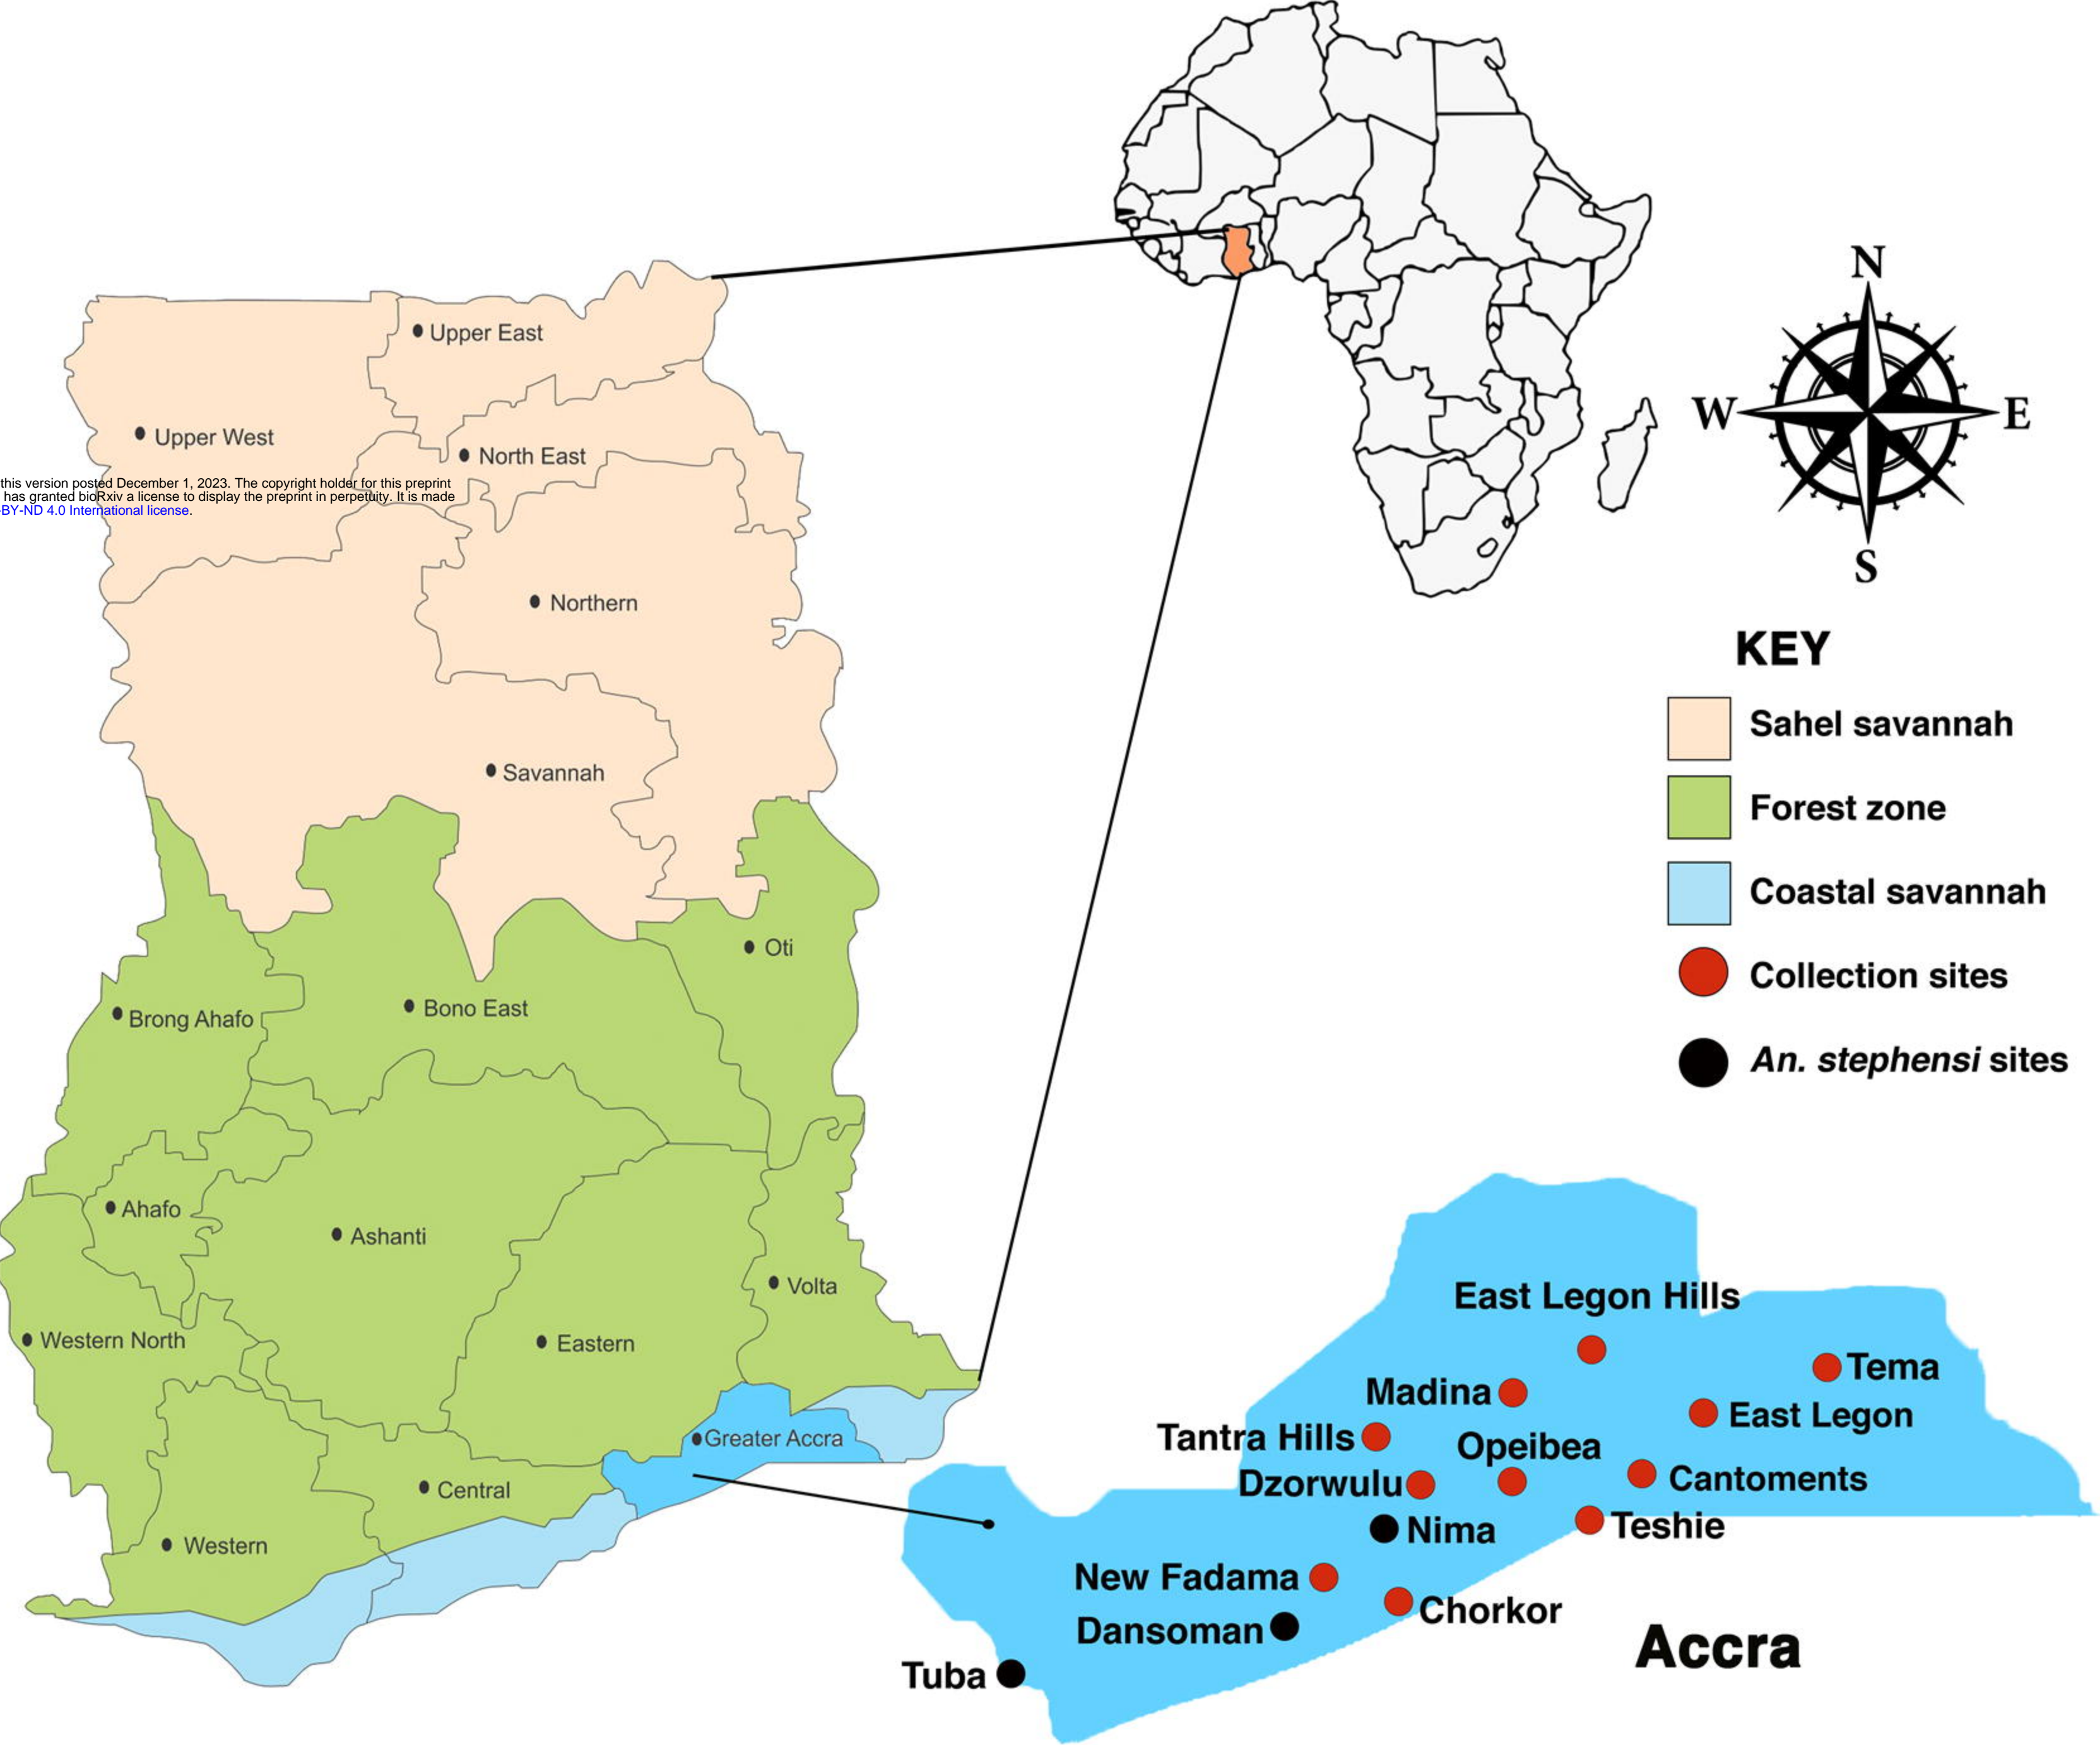 N
W
E
S
Upper East
Upper West
North East
this version posted December 1, 2023. The copyright holder for this preprint
has granted bioRxiv a license to display the preprint in perpetuity. It is made
-BY-ND 4.0 International license.
Northern
Savannah
Oti
Bono East
Brong Ahafo
Ahafo
Ashanti
Volta
Western North
Eastern
Greater Accra
Central
Western
KEY
Sahel savannah
Forest zone
Coastal savannah
Collection sites
An. stephensi sites
East Legon Hills
Tema
Madina
East Legon
Tantra Hills
Opeibea
Dzorwulu
Cantoments
Nima
Teshie
New Fadama
Chorkor
Dansoman
Accra
Tuba